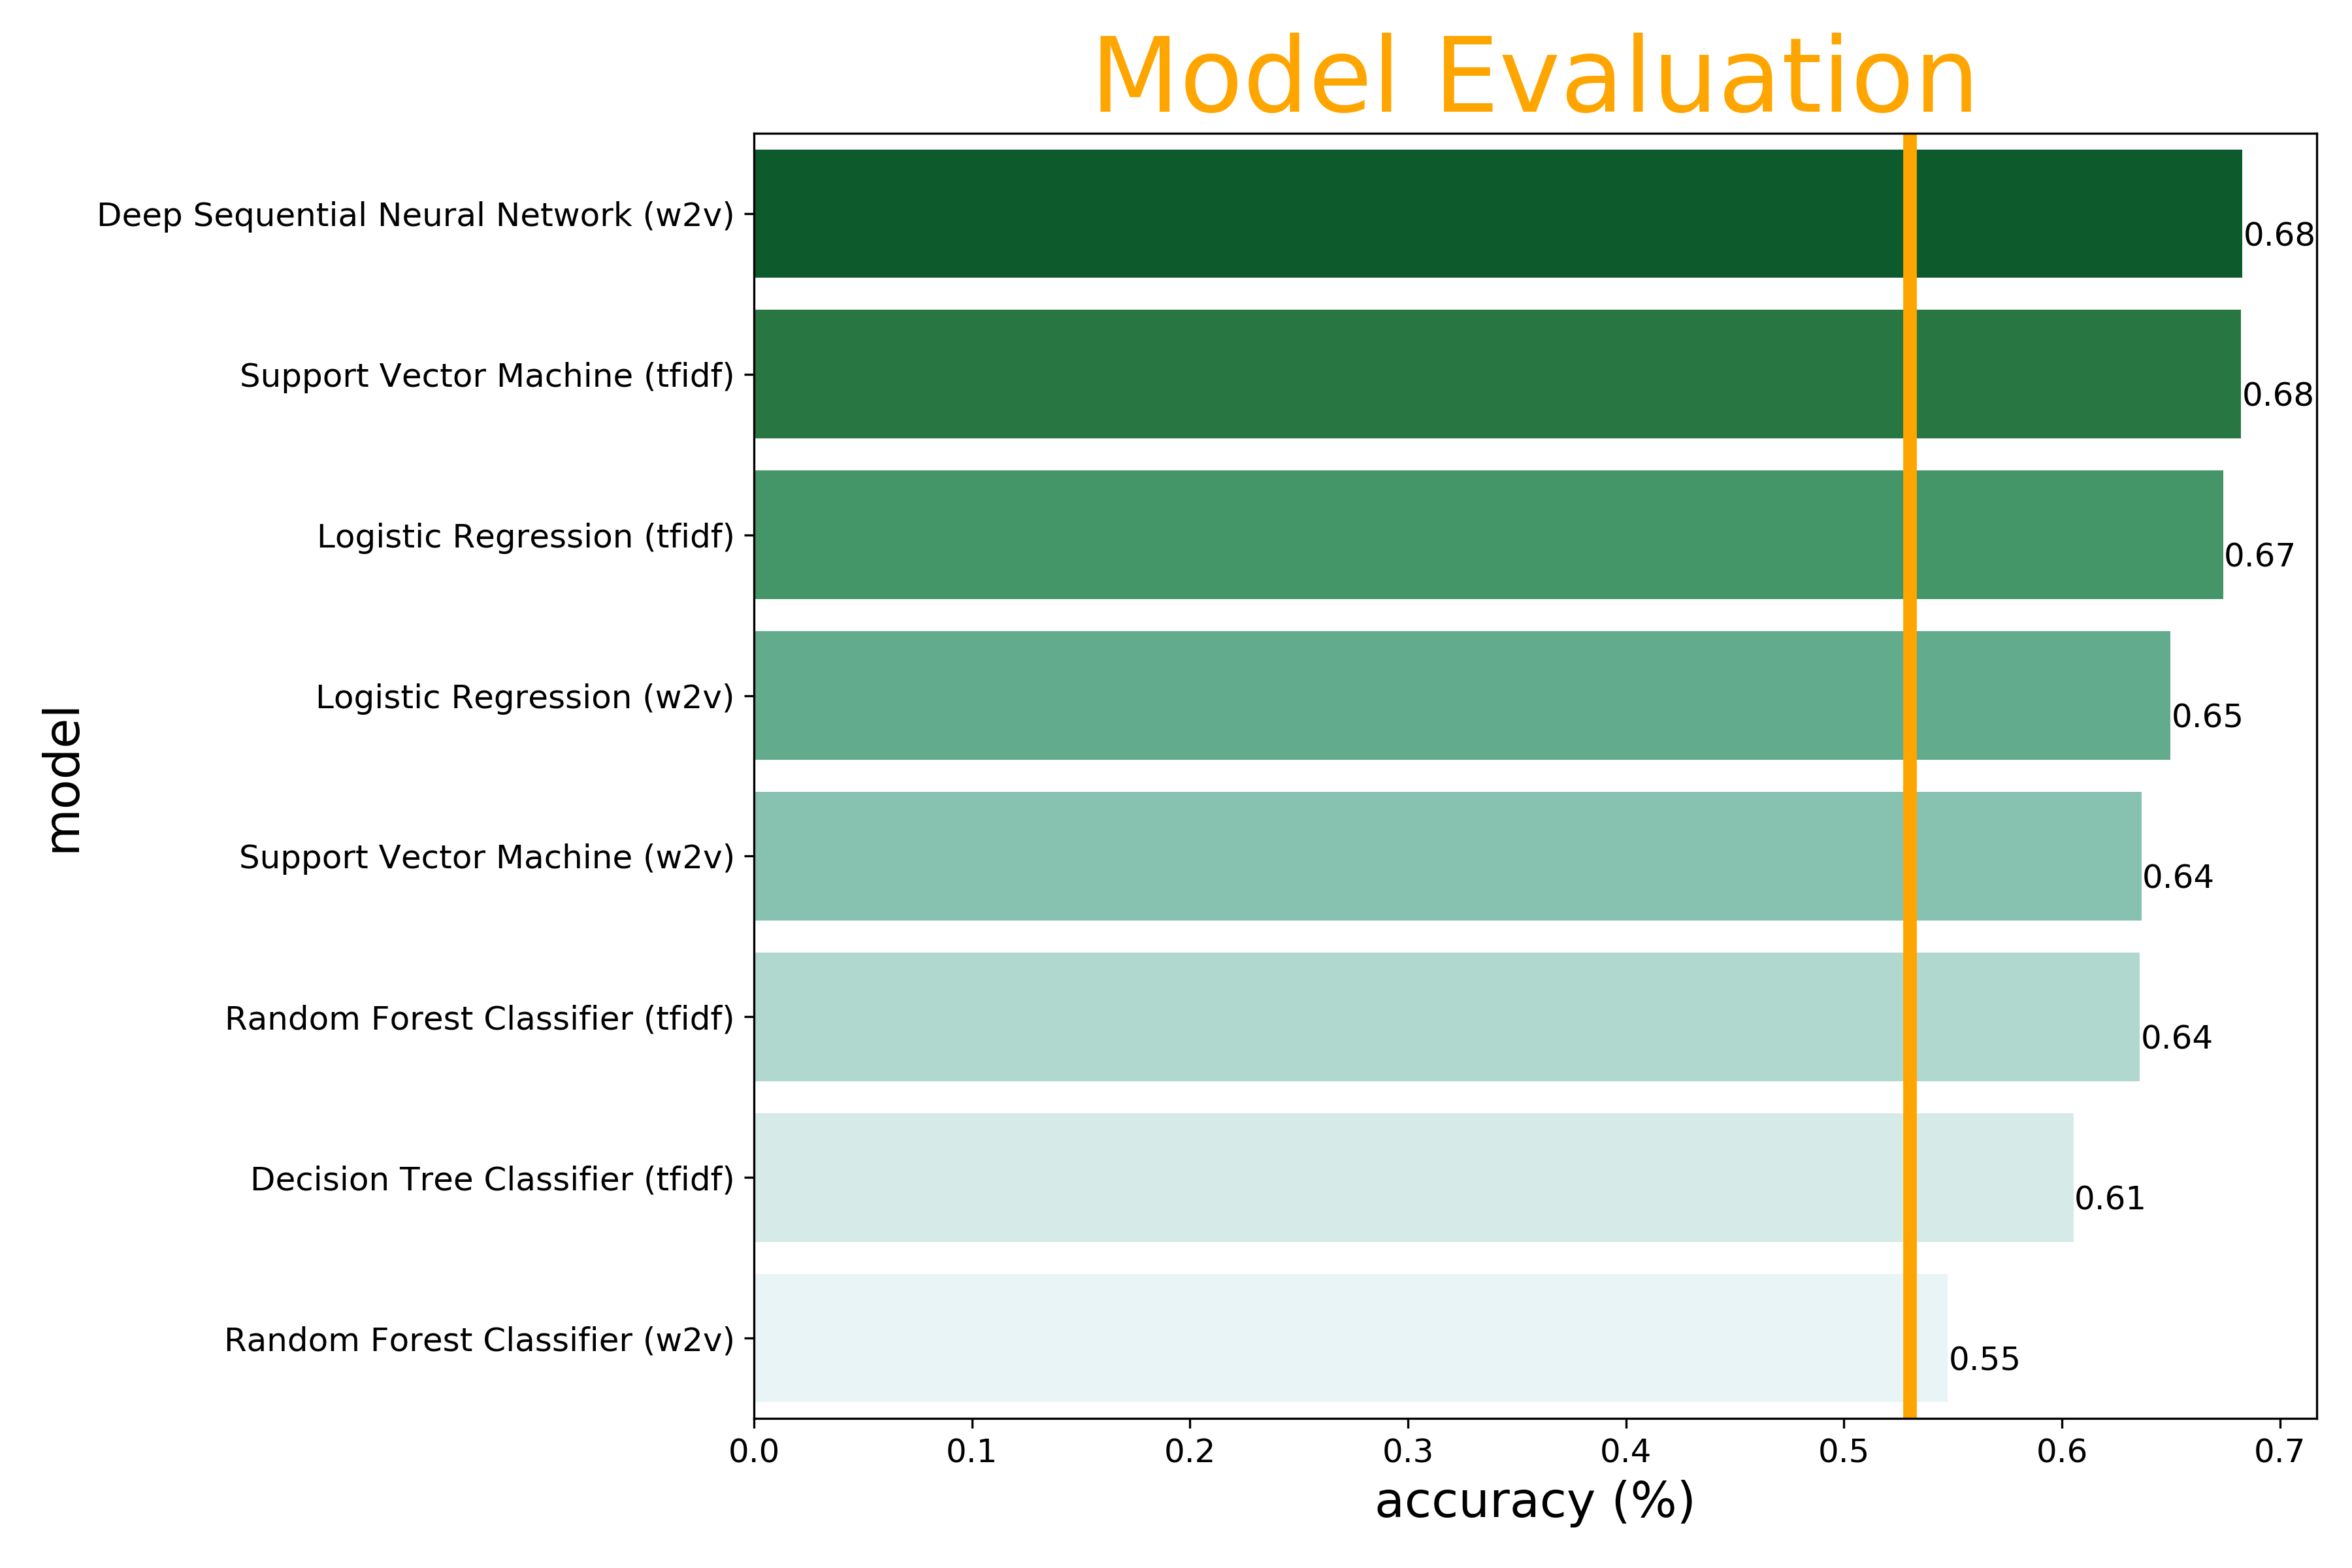 Model Evaluation
Deep Sequential Neural Network (w2v)
0.68
Support Vector Machine (tfidf)
0.68
Logistic Regression (tfidf)
0.67
Logistic Regression (w2v)
0.65
model
Support Vector Machine (w2v)
0.64
Random Forest Classifier (tfidf)
0.64
Decision Tree Classifier (tfidf)
0.61
Random Forest Classifier (w2v)
0.55
0.0 0.1 0.2 0.3 0.4 0.5 0.6 0.7
accuracy (%)